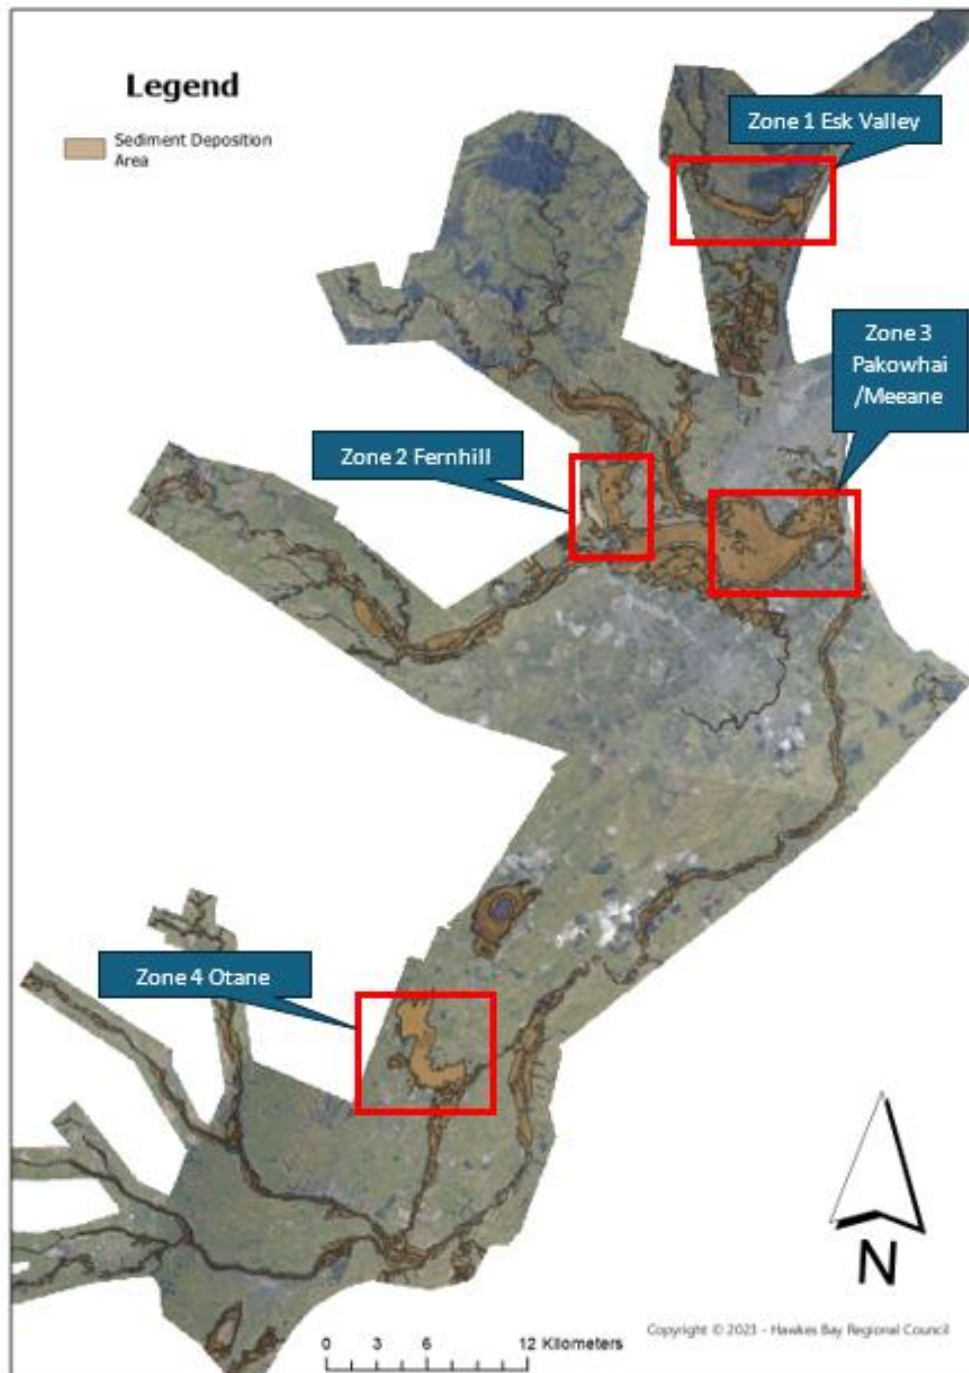 Legend
Sediment Deposition
Area
Zone 1 Esk Valley
Zone 3
Pakowhai
/Meeane
Zone 2 Fernhill
Zone 4 Otane
N
0 3 6 12 Kilometers
Copyright © 2023 - Hawkes Bay Regional Council